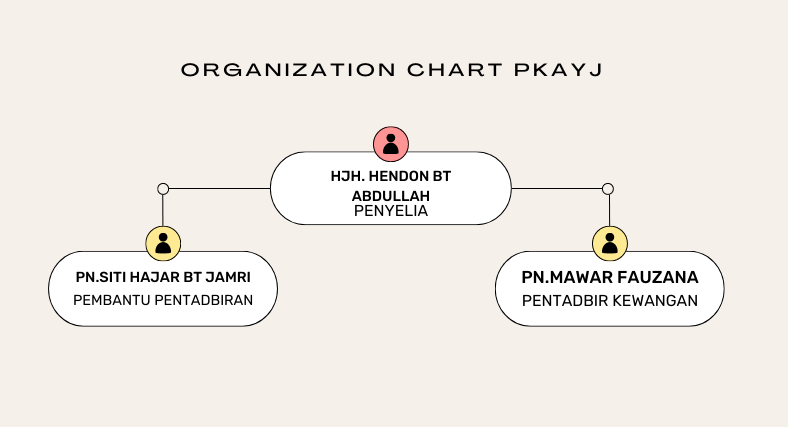 ORGANIZATION CHART PKAYJ
HJH. HENDON BT
ABDULLAH
PENYELIA
PN.SITI HAJAR BT JAMRI
PEMBANTU PENTADBIRAN
PN.MAWAR FAUZANA
PENTADBIR KEWANGAN